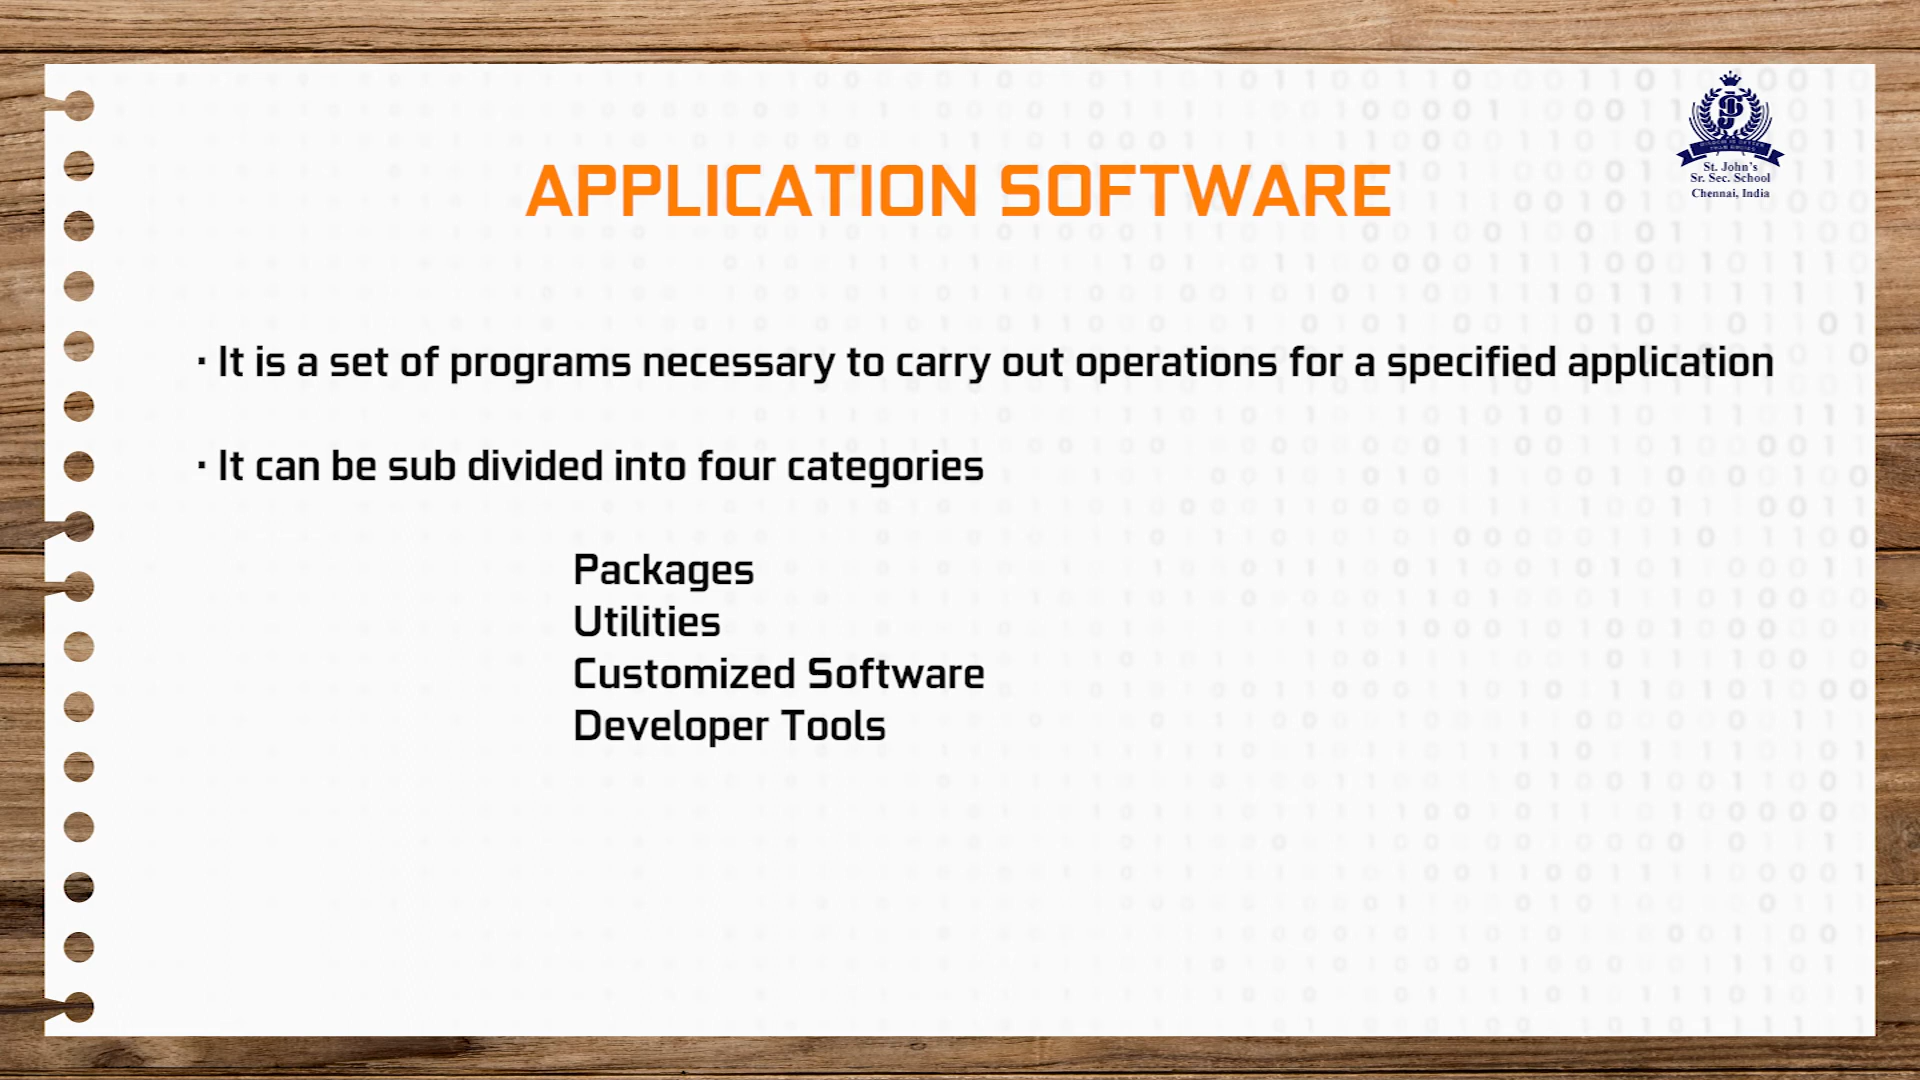 St. John's
Sr. Sec. School
Chennai, India
APPLICATION SOFTWARE
· It is a set of programs necessary to carry out operations for a specified application
· It can be sub divided into four categories
Packages
Utilities
Customized Software
Developer Tools